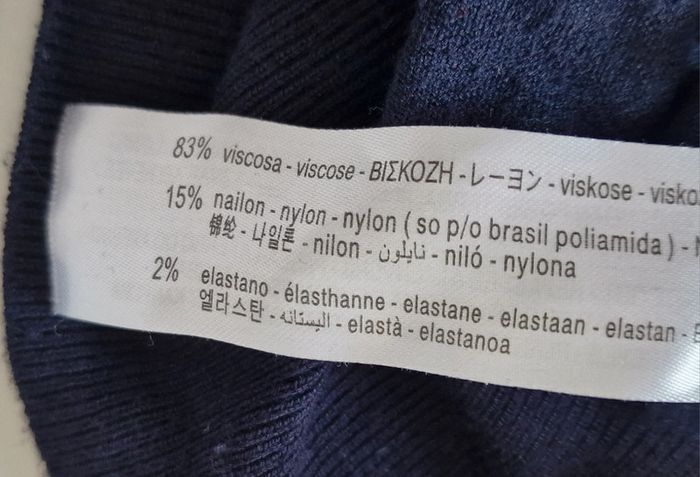 83% viscosa - viscose - ΒΙΣΚΟΖΗ - レーヨン - viskose -
15% nailon - nylon - nylon ( so p/o brasil poliamida ) -
锦纶 - 나일론 - nilon - نايلون - niló - nylona
2% elastano - élasthanne - elastane - elastaan - elastan -
엘라스탄 - البستانه - elastà - elastanoa